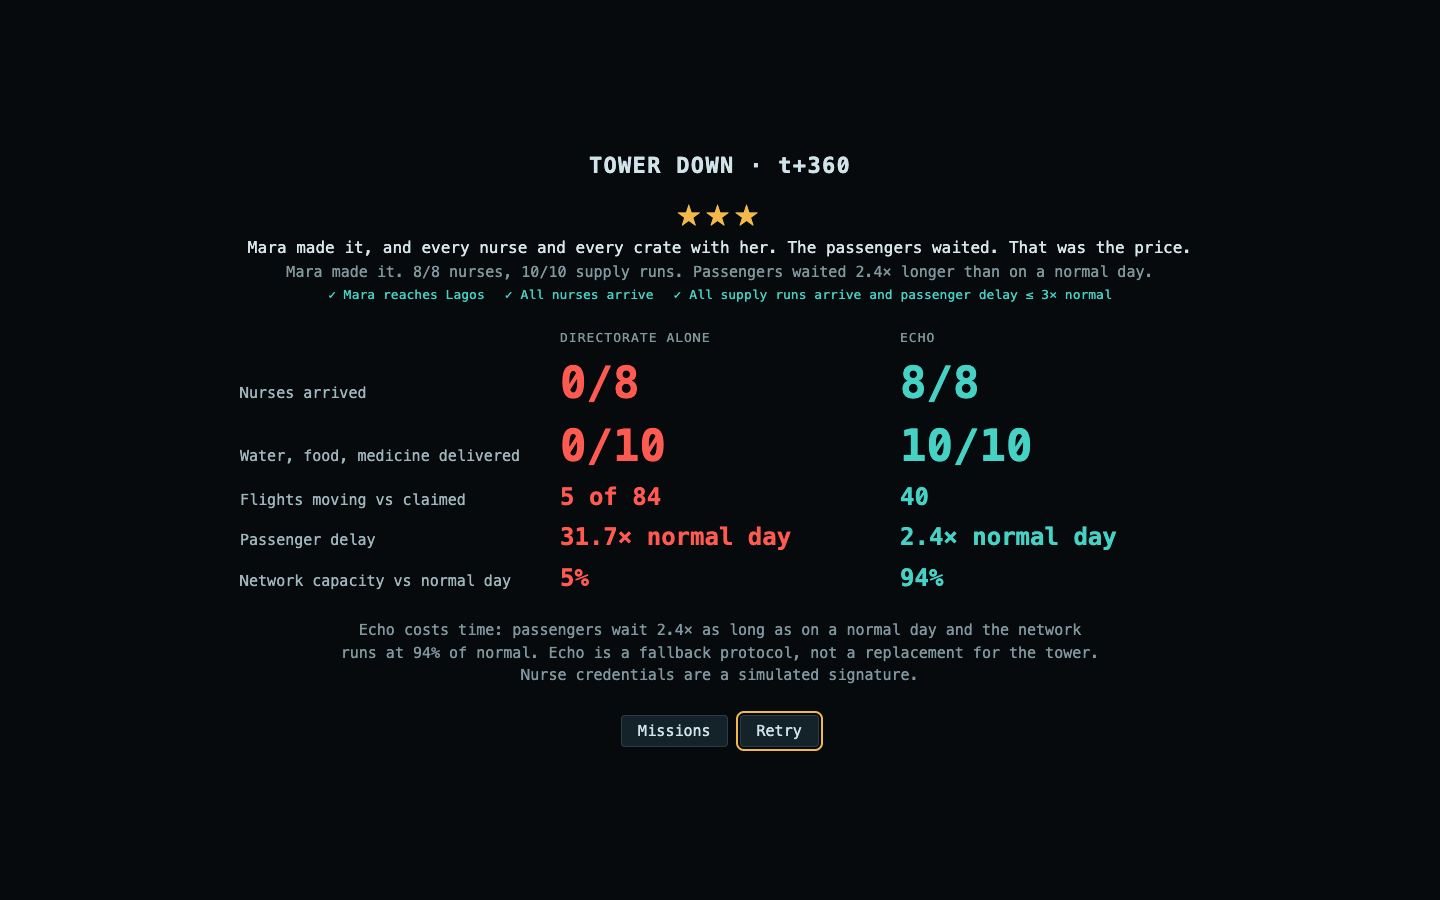 TOWER DOWN · t+360
★★★
Mara made it, and every nurse and every crate with her. The passengers waited. That was the price.
Mara made it. 8/8 nurses, 10/10 supply runs. Passengers waited 2.4× longer than on a normal day.
✓ Mara reaches Lagos ✓ All nurses arrive ✓ All supply runs arrive and passenger delay ≤ 3× normal
DIRECTORATE ALONE ECHO
Nurses arrived 0/8 8/8
Water, food, medicine delivered 0/10 10/10
Flights moving vs claimed 5 of 84 40
Passenger delay 31.7× normal day 2.4× normal day
Network capacity vs normal day 5% 94%
Echo costs time: passengers wait 2.4× as long as on a normal day and the network
runs at 94% of normal. Echo is a fallback protocol, not a replacement for the tower.
Nurse credentials are a simulated signature.
Missions Retry